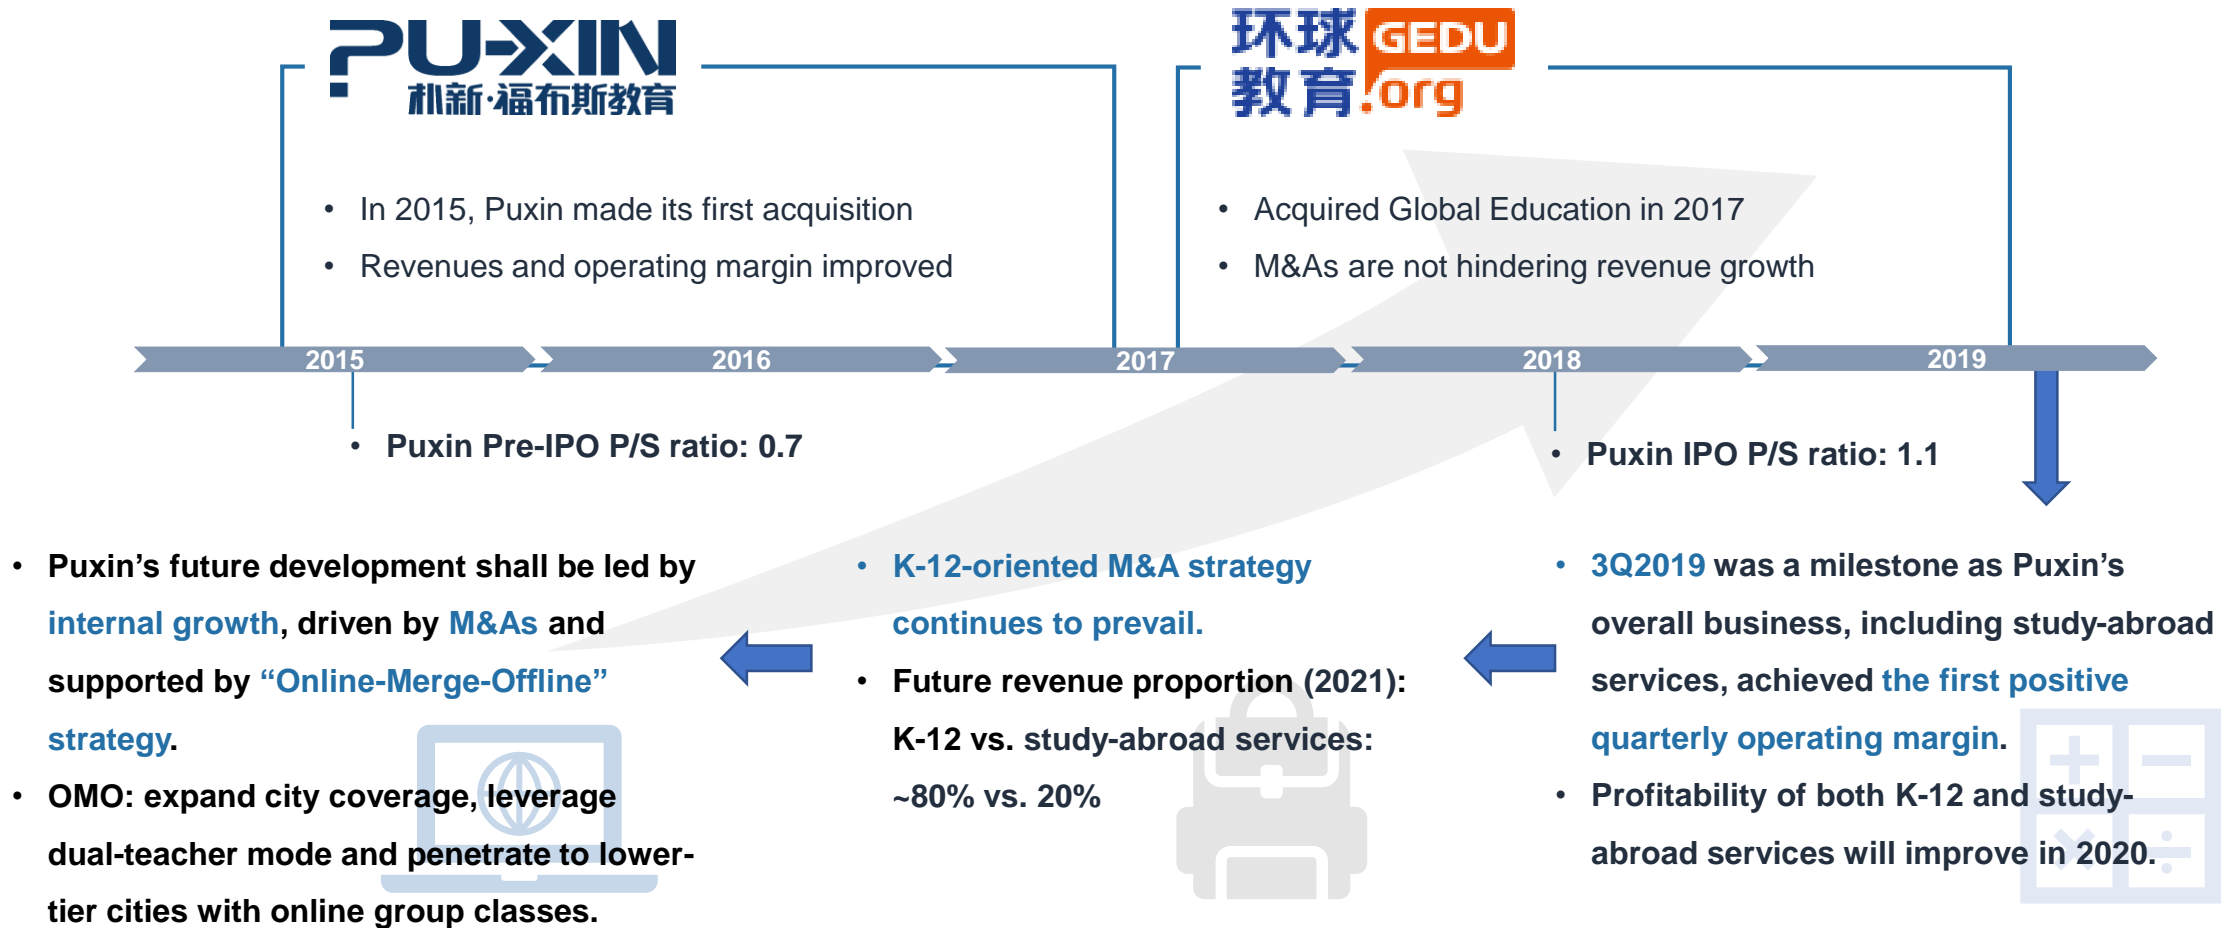 PU-XIN
朴新·福布斯教育
环球 GEDU
教育.org
• In 2015, Puxin made its first acquisition
• Revenues and operating margin improved
• Acquired Global Education in 2017
• M&As are not hindering revenue growth
2015
2016
2017
2018
2019
• Puxin Pre-IPO P/S ratio: 0.7
• Puxin IPO P/S ratio: 1.1
• Puxin’s future development shall be led by
internal growth, driven by M&As and
supported by “Online-Merge-Offline”
strategy.
• OMO: expand city coverage, leverage
dual-teacher mode and penetrate to lower-
tier cities with online group classes.
• K-12-oriented M&A strategy
continues to prevail.
• Future revenue proportion (2021):
K-12 vs. study-abroad services:
~80% vs. 20%
• 3Q2019 was a milestone as Puxin’s
overall business, including study-abroad
services, achieved the first positive
quarterly operating margin.
• Profitability of both K-12 and study-
abroad services will improve in 2020.